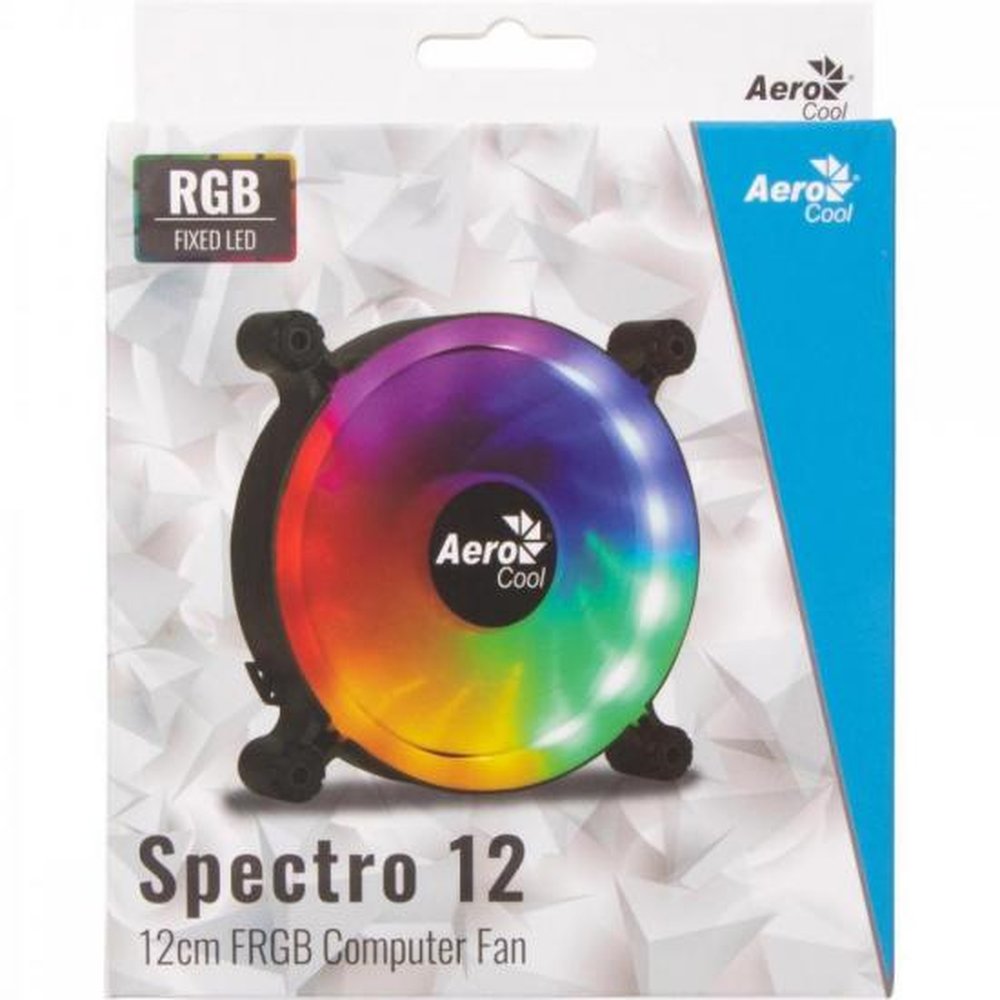 Aero
Cool
RGB
FIXED LED
Aero
Cool
Aero
Cool
Spectro 12
12cm FRGB Computer Fan